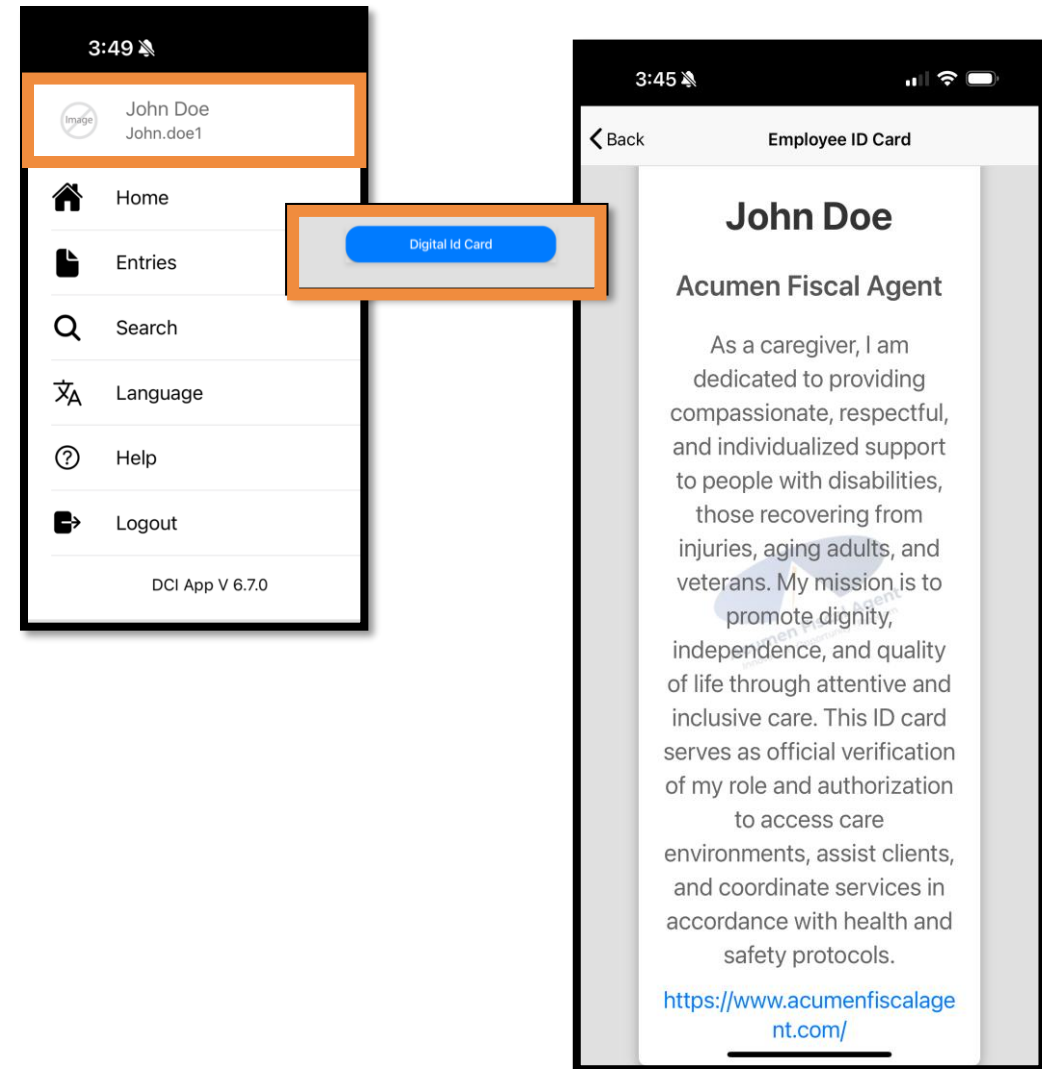 3:49
Image
John Doe
John.doe1
Home
Entries
Search
Language
Help
Logout
DCI App V 6.7.0
Digital Id Card
3:45
Back
Employee ID Card
John Doe
Acumen Fiscal Agent
As a caregiver, I am
dedicated to providing
compassionate, respectful,
and individualized support
to people with disabilities,
those recovering from
injuries, aging adults, and
veterans. My mission is to
promote dignity,
independence, and quality
of life through attentive and
inclusive care. This ID card
serves as official verification
of my role and authorization
to access care
environments, assist clients,
and coordinate services in
accordance with health and
safety protocols.
https://www.acumenfiscalage
nt.com/
Acumen Fiscal Agent